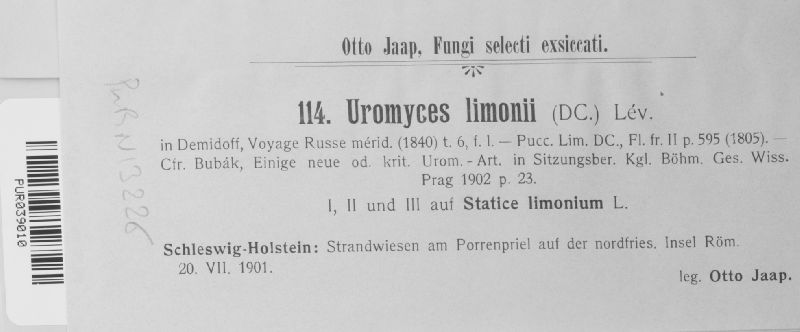 Otto Jaap, Fungi selecti exsiccati.
114. Uromyces limonii (DC.) Lév.
in Demidoff, Voyage Russe mérid. (1840) t. 6, f. 1. — Pucc. Lim. DC., Fl. fr. II p. 595 (1805). —
Cfr. Bubák, Einige neue od. krit. Urom.-Art. in Sitzungsber. Kgl. Böhm. Ges. Wiss.
Prag 1902 p. 23.
I, II und III auf Statice limonium L.
Schleswig-Holstein: Strandwiesen am Porrenpriel auf der nordfries. Insel Röm.
20. VII. 1901.
leg. Otto Jaap.
PUR N13226
PUR039010